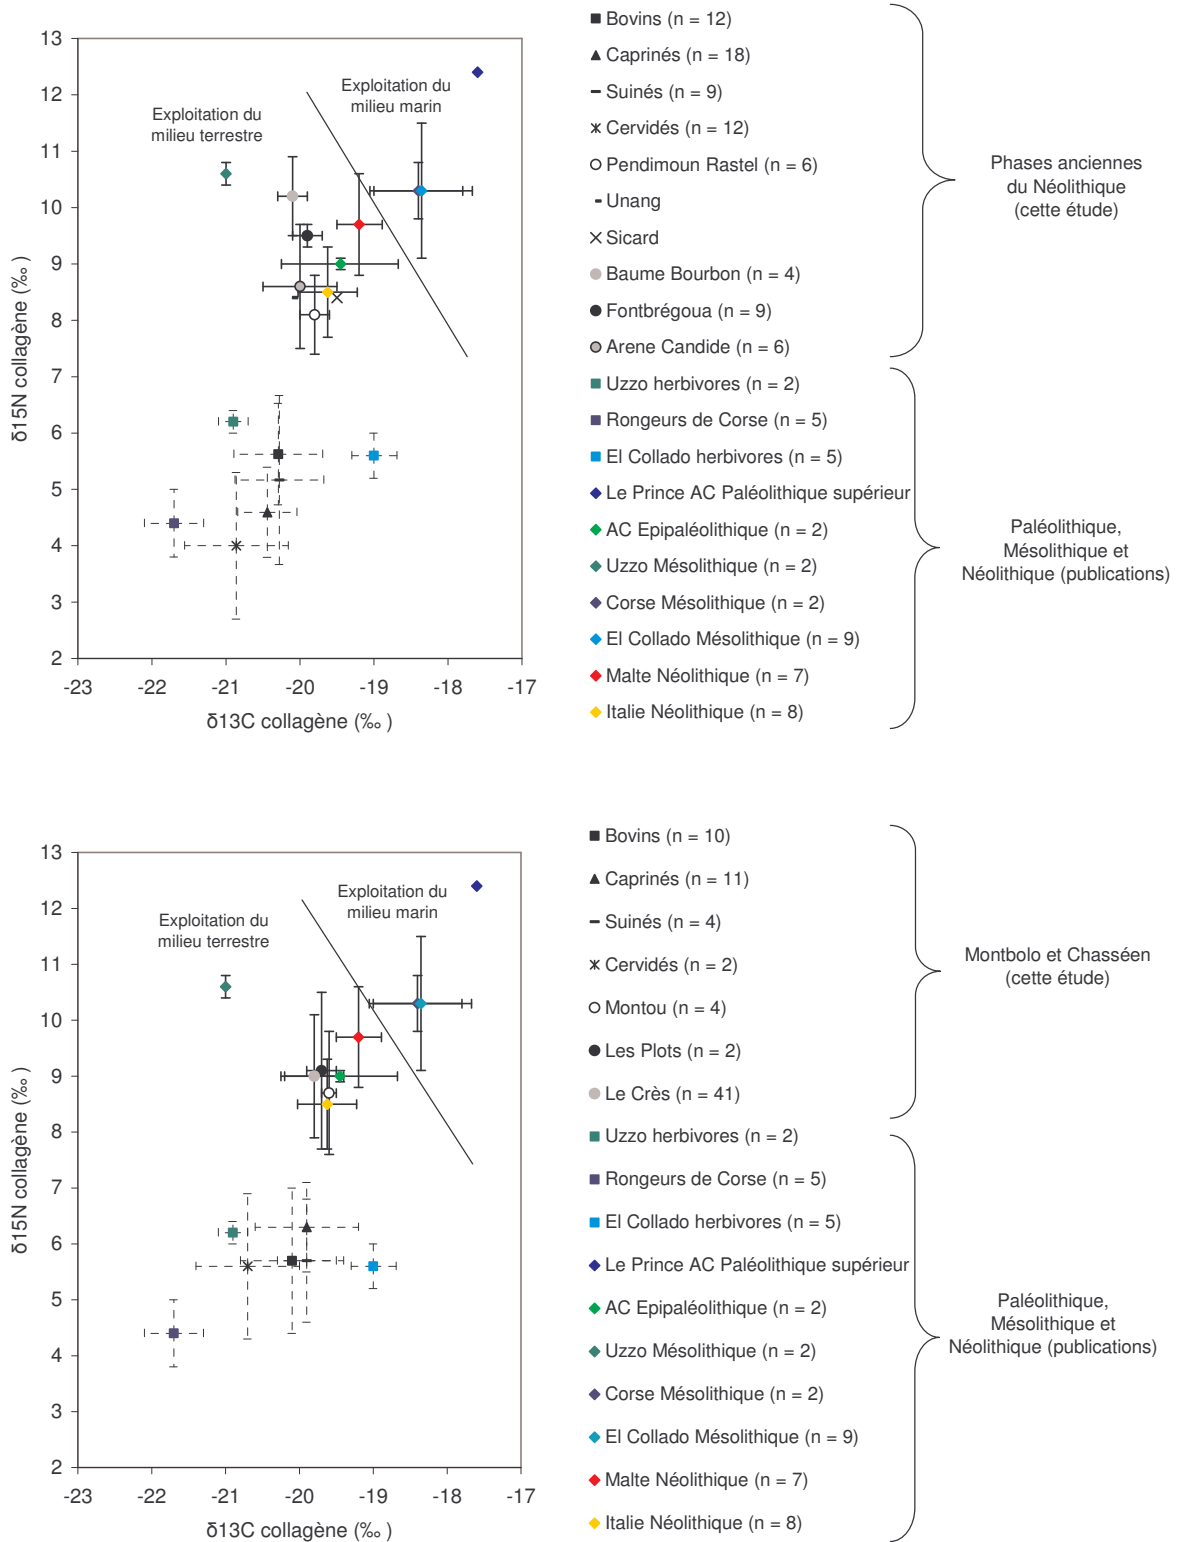 13
12
11
10
9
8
7
6
5
4
3
2
-23
-22
-21
-20
-19
-18
-17
δ15N collagène (‰)
δ13C collagène (‰ )
Exploitation du
milieu terrestre
Exploitation du
milieu marin
Bovins (n = 12)
Caprinés (n = 18)
Suinés (n = 9)
Cervidés (n = 12)
Pendimoun Rastel (n = 6)
Unang
Sicard
Baume Bourbon (n = 4)
Fontbrégoua (n = 9)
Arene Candide (n = 6)
Uzzo herbivores (n = 2)
Rongeurs de Corse (n = 5)
El Collado herbivores (n = 5)
Le Prince AC Paléolithique supérieur
AC Epipaléolithique (n = 2)
Uzzo Mésolithique (n = 2)
Corse Mésolithique (n = 2)
El Collado Mésolithique (n = 9)
Malte Néolithique (n = 7)
Italie Néolithique (n = 8)
Phases anciennes
du Néolithique
(cette étude)
Paléolithique,
Mésolithique et
Néolithique (publications)
13
12
11
10
9
8
7
6
5
4
3
2
-23
-22
-21
-20
-19
-18
-17
δ15N collagène (‰ )
δ13C collagène (‰ )
Exploitation du
milieu terrestre
Exploitation du
milieu marin
Bovins (n = 10)
Caprinés (n = 11)
Suinés (n = 4)
Cervidés (n = 2)
Montou (n = 4)
Les Plots (n = 2)
Le Crès (n = 41)
Uzzo herbivores (n = 2)
Rongeurs de Corse (n = 5)
El Collado herbivores (n = 5)
Le Prince AC Paléolithique supérieur
AC Epipaléolithique (n = 2)
Uzzo Mésolithique (n = 2)
Corse Mésolithique (n = 2)
El Collado Mésolithique (n = 9)
Malte Néolithique (n = 7)
Italie Néolithique (n = 8)
Montbolo et Chasséen
(cette étude)
Paléolithique,
Mésolithique et
Néolithique (publications)